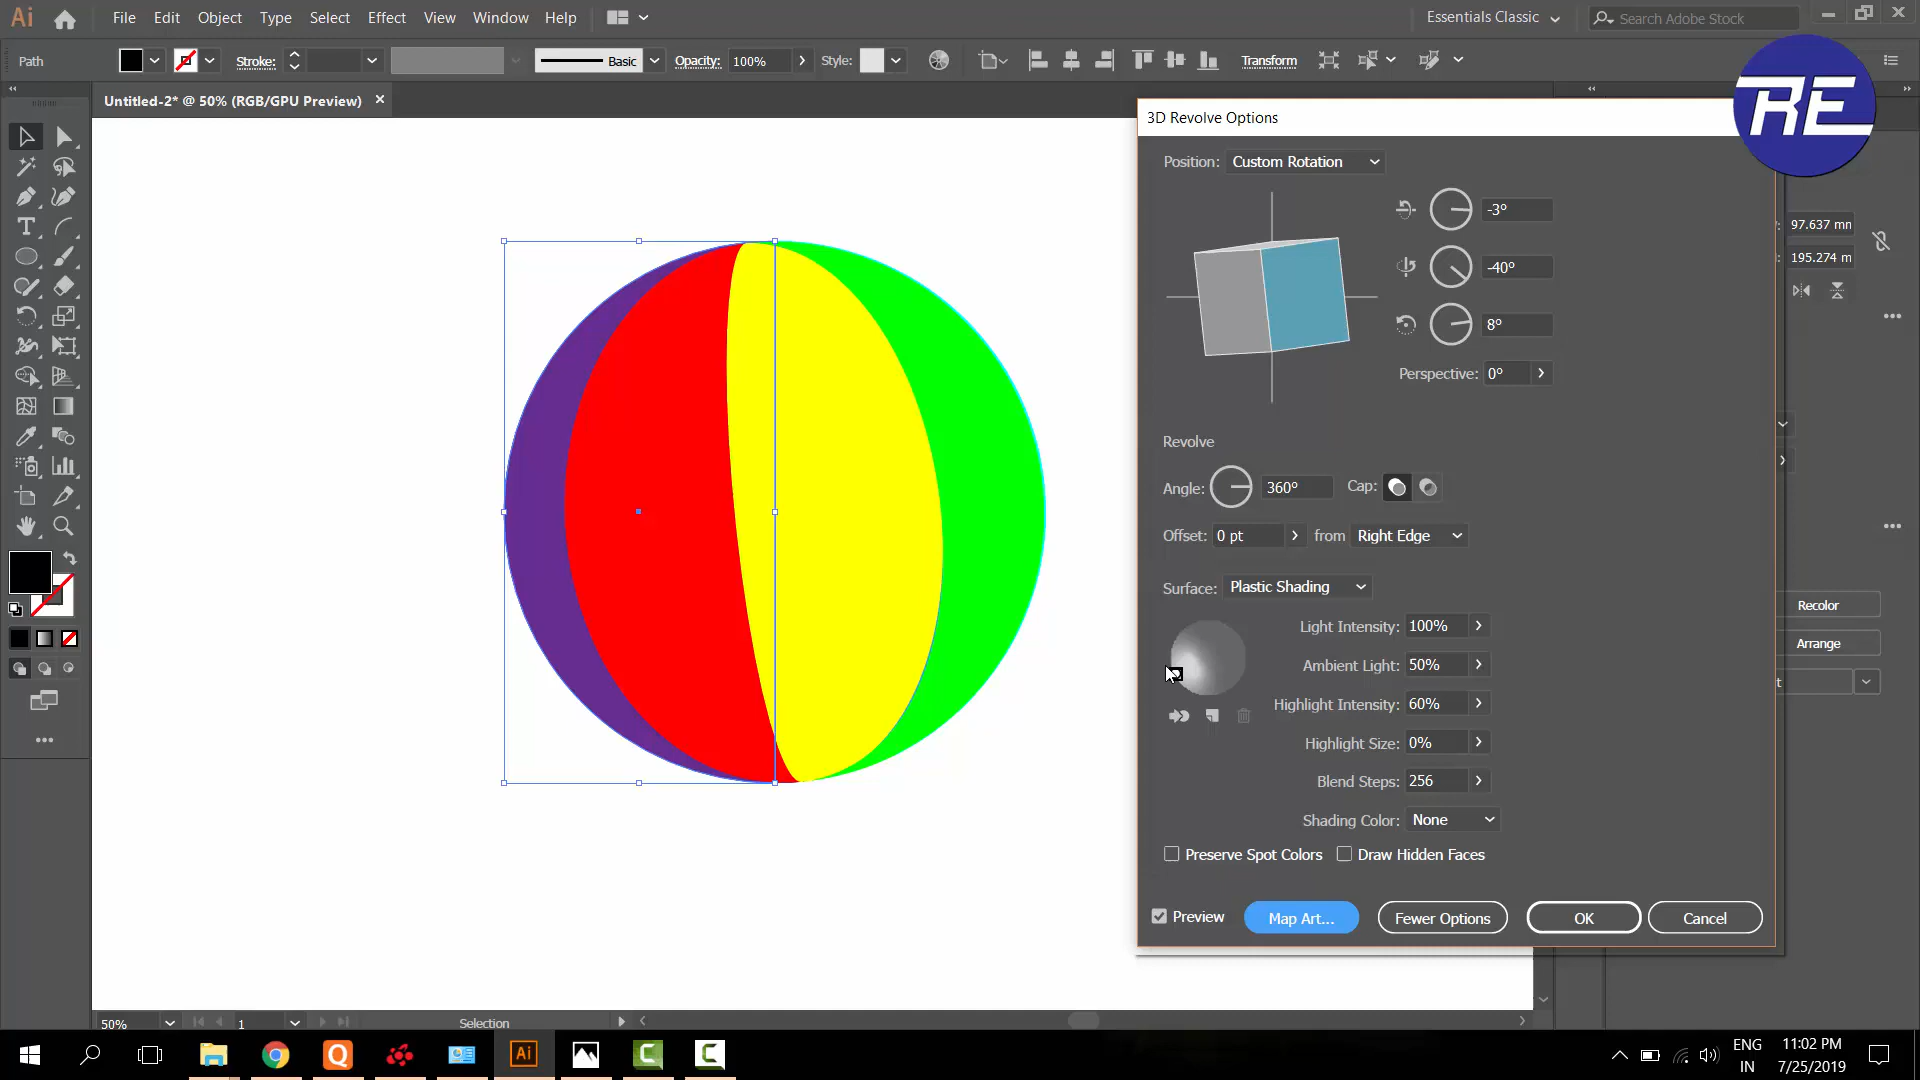 Ai File Edit Object Type Select Effect View Window Help Essentials Classic Search Adobe Stock
Path Stroke: Basic Opacity: 100% Style: Transform
Untitled-2* @ 50% (RGB/GPU Preview)
RE
3D Revolve Options
Position: Custom Rotation
-3°
97.637 mn
-40°
195.274 m
8°
Perspective: 0°
Revolve
Angle: 360° Cap:
Offset: 0 pt from Right Edge
Surface: Plastic Shading
Recolor
Light Intensity: 100%
Arrange
Ambient Light: 50%
t
Highlight Intensity: 60%
Highlight Size: 0%
Blend Steps: 256
Shading Color: None
Preserve Spot Colors Draw Hidden Faces
Preview Map Art... Fewer Options OK Cancel
50% 1 Selection
Q Ai C C ENG 11:02 PM
IN 7/25/2019